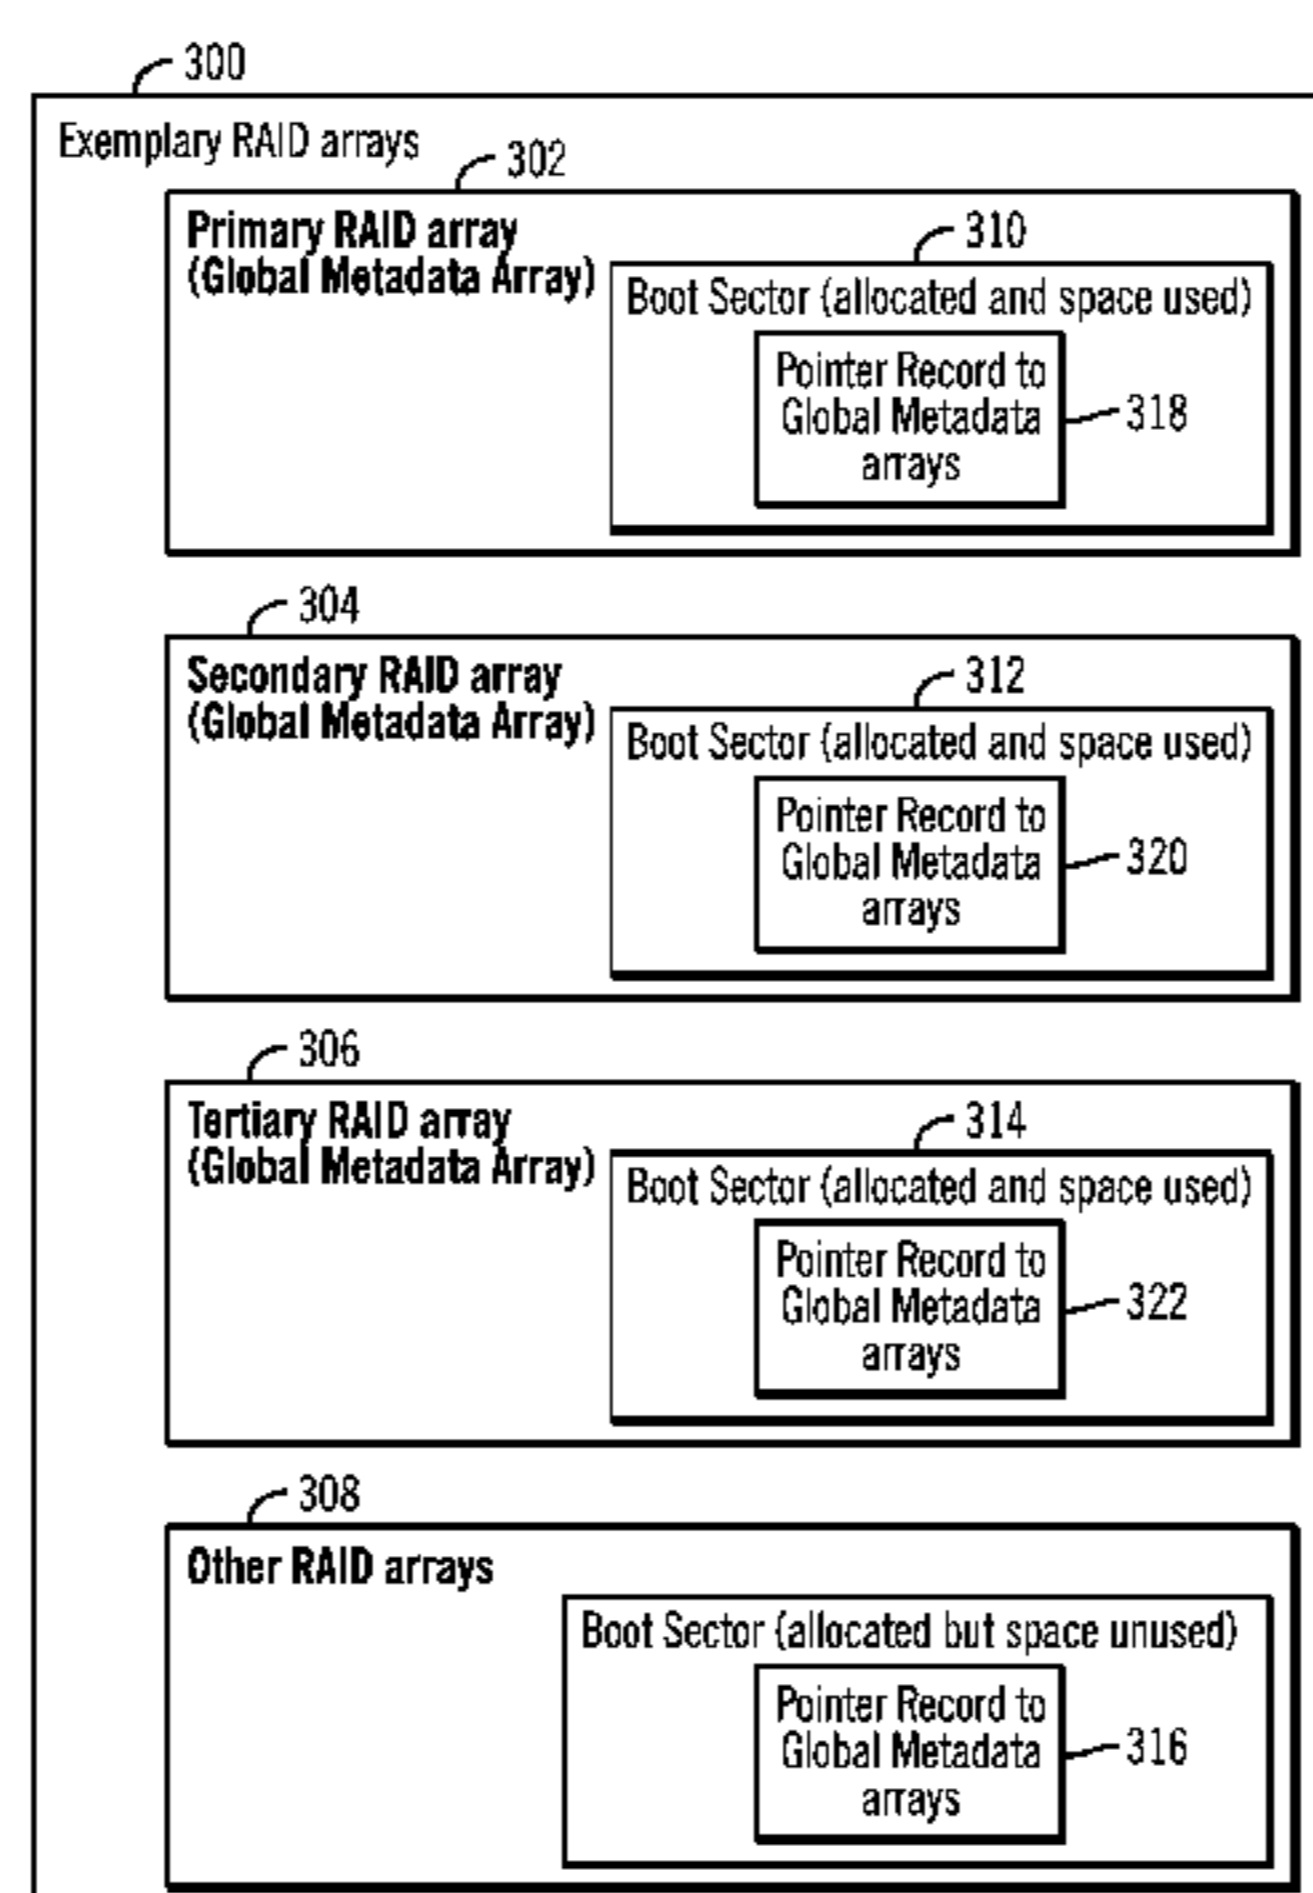 300
Exemplary RAID arrays
302
Primary RAID array
(Global Metadata Array)
310
Boot Sector (allocated and space used)
Pointer Record to
Global Metadata
arrays
318
304
Secondary RAID array
(Global Metadata Array)
312
Boot Sector (allocated and space used)
Pointer Record to
Global Metadata
arrays
320
306
Tertiary RAID array
(Global Metadata Array)
314
Boot Sector (allocated and space used)
Pointer Record to
Global Metadata
arrays
322
308
Other RAID arrays
Boot Sector (allocated but space unused)
Pointer Record to
Global Metadata
arrays
316